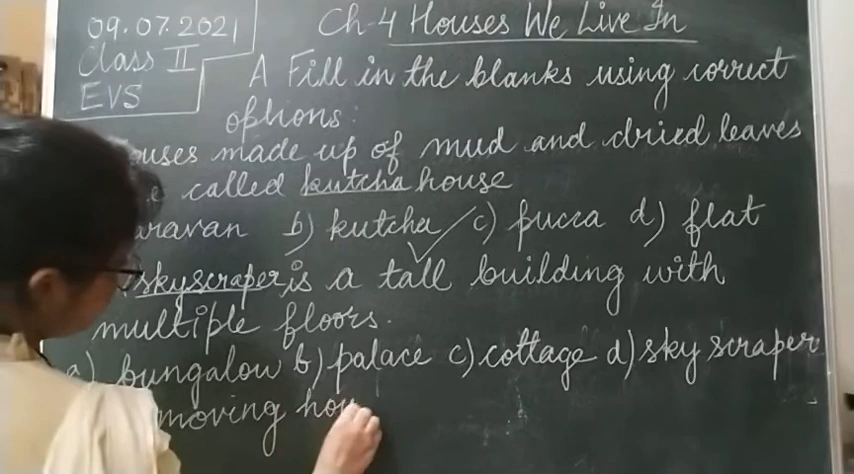 09.07.2021
Class II
EVS
Ch-4 Houses We Live In
A Fill in the blanks using correct
options:
ouses made up of mud and dried leaves
e called kutcha house
aravan b) kutcha ✓ c) pucca d) flat
skyscraper is a tall building with
multiple floors.
a) bungalow b) palace c) cottage d) sky scraper
moving hou